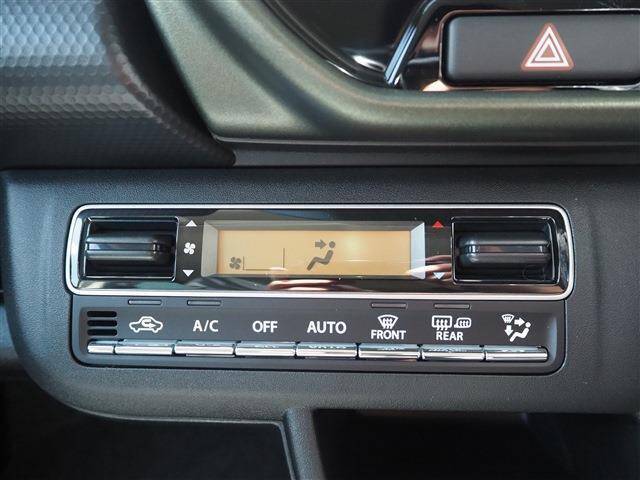 A/C OFF AUTO FRONT REAR